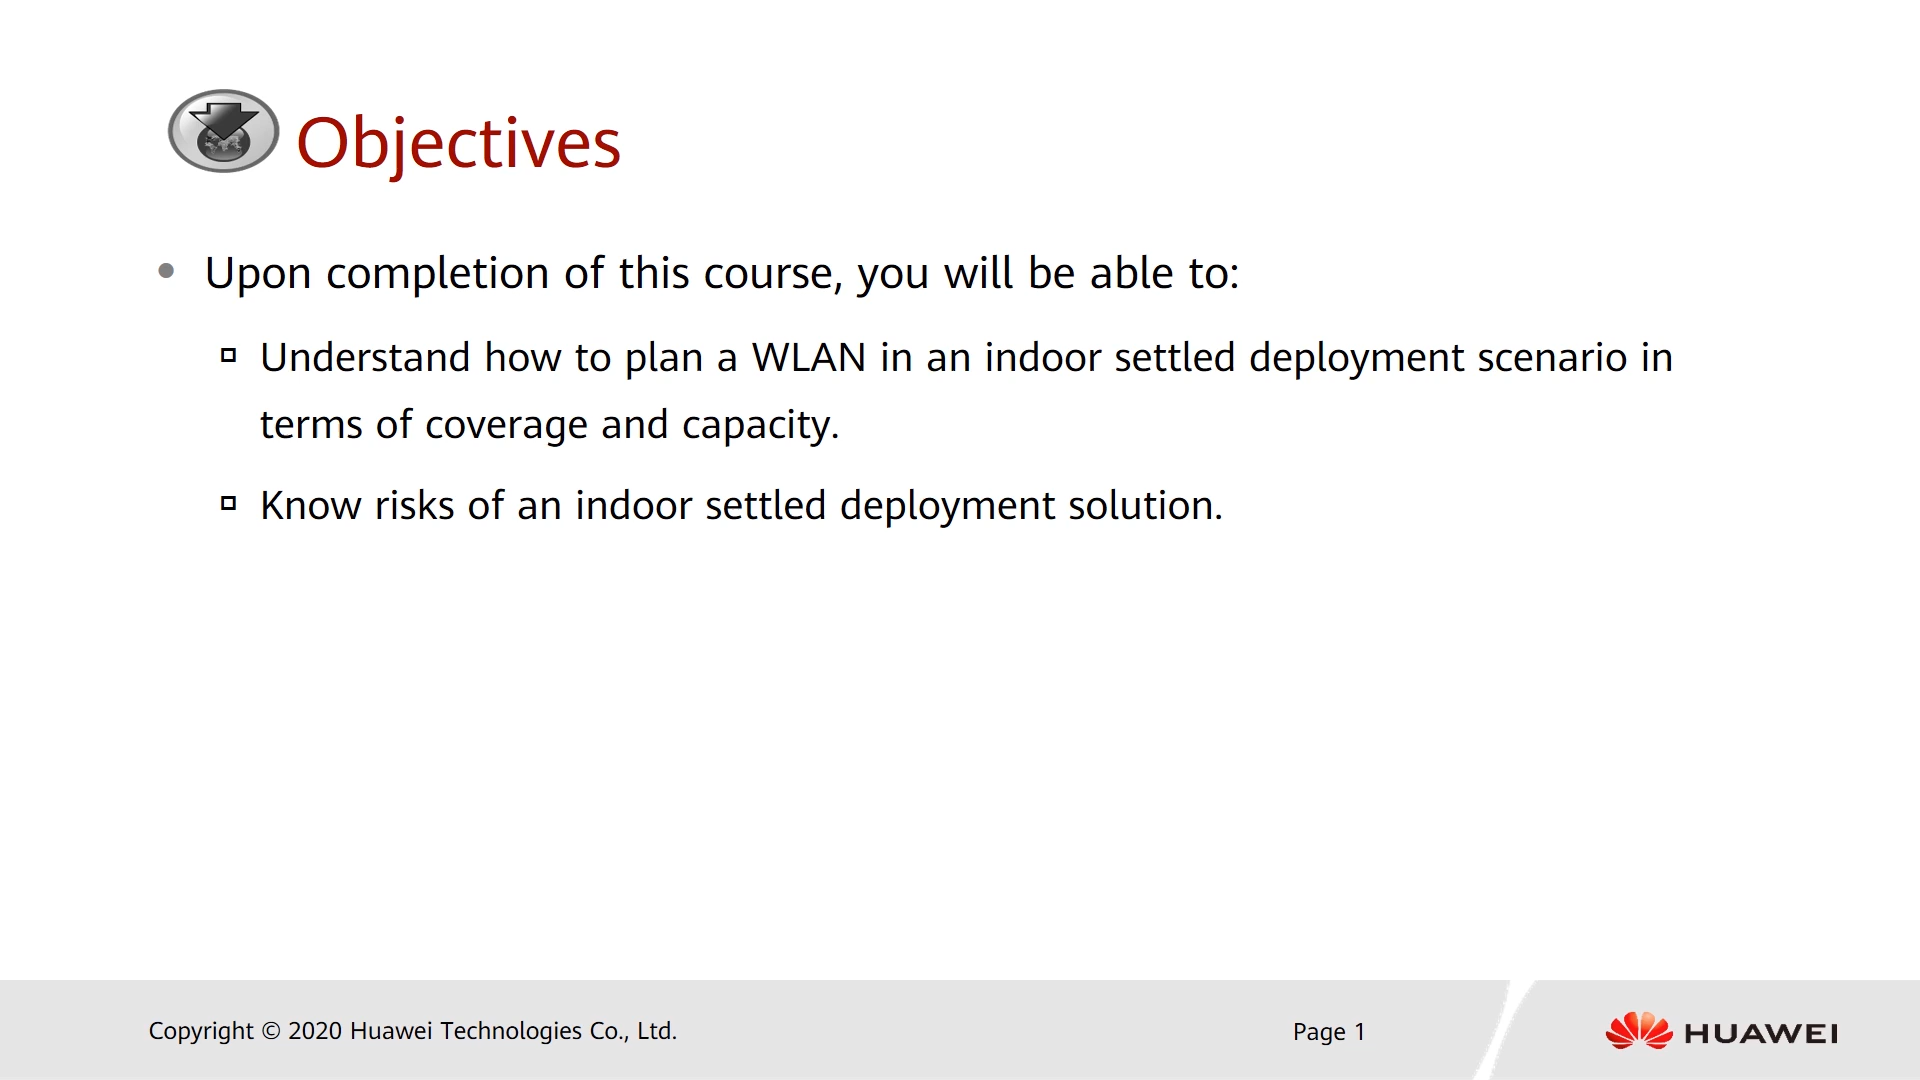 Objectives
• Upon completion of this course, you will be able to:
▫ Understand how to plan a WLAN in an indoor settled deployment scenario in
terms of coverage and capacity.
▫ Know risks of an indoor settled deployment solution.
Copyright © 2020 Huawei Technologies Co., Ltd.
Page 1
HUAWEI